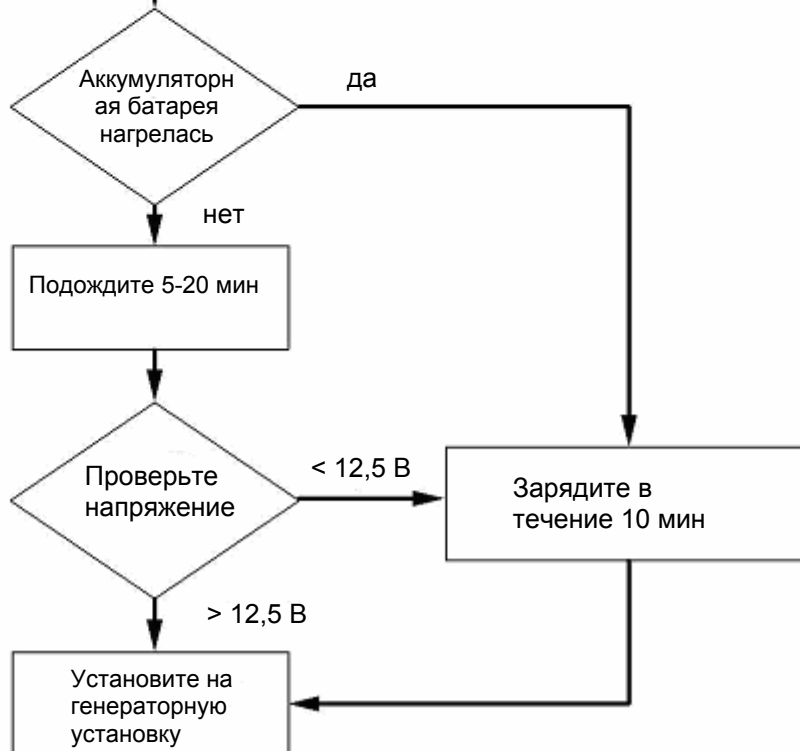 Аккумуляторн
ая батарея
нагрелась
да
нет
Подождите 5-20 мин
Проверьте
напряжение
< 12,5 В
Зарядите в
течение 10 мин
> 12,5 В
Установите на
генераторную
установку